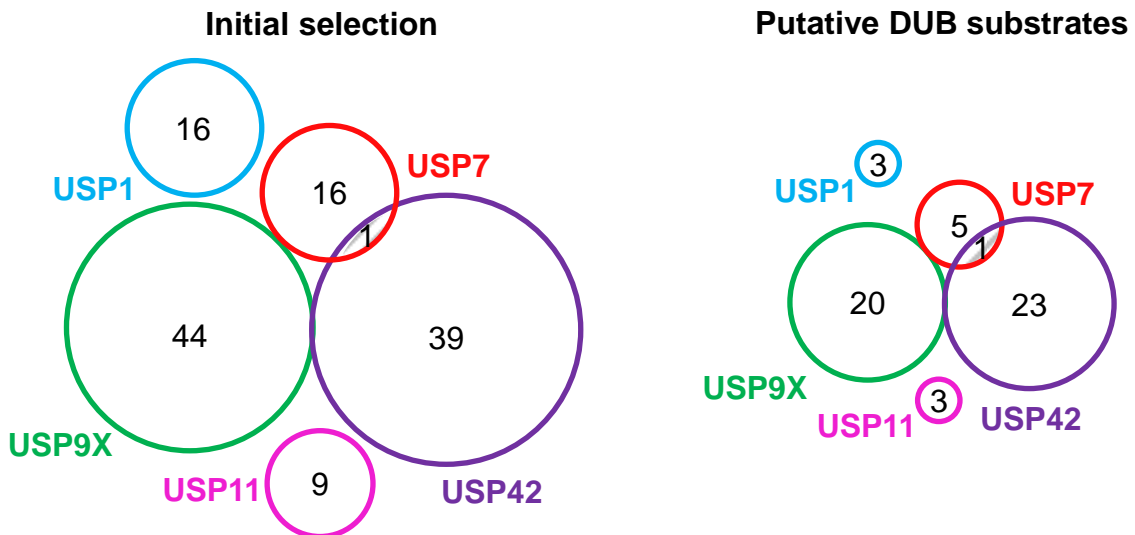 Initial selection
16
USP1
16
USP7
1
44
39
USP9X
USP11
9
USP42
Putative DUB substrates
3
USP1
USP7
5
1
20
23
USP9X
USP11
3
USP42